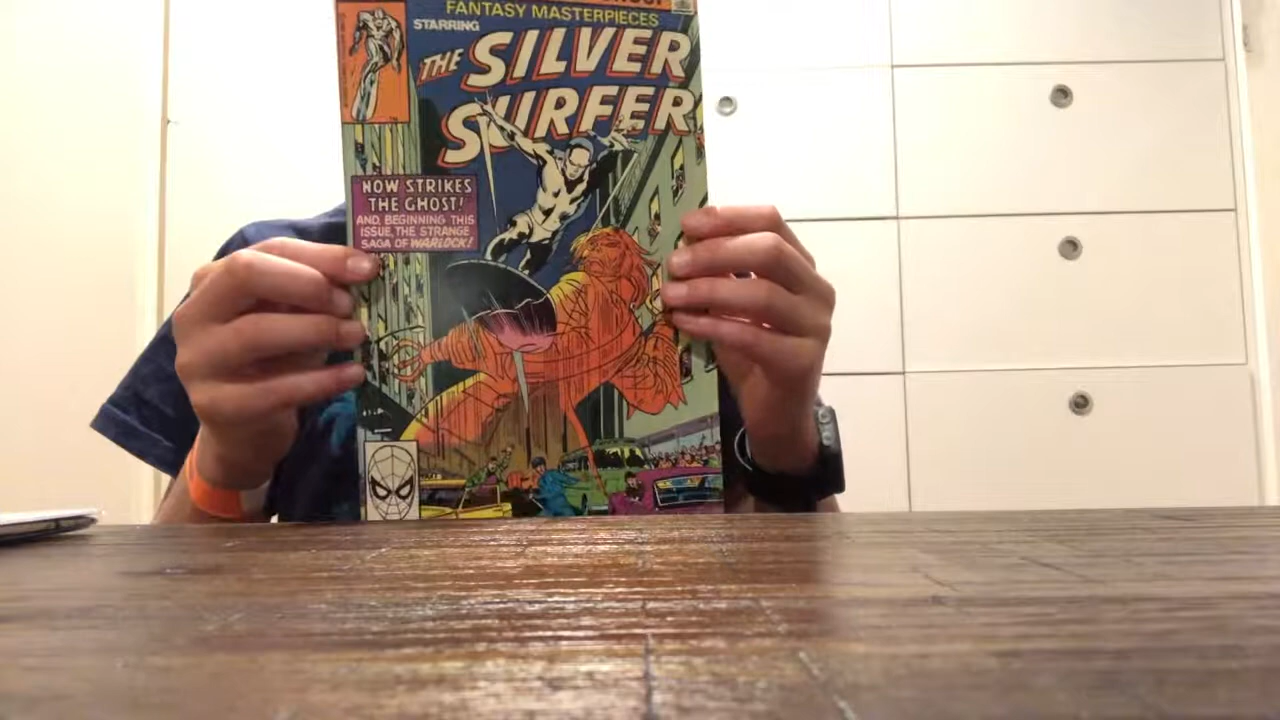 FANTASY MASTERPIECES
STARRING
THE SILVER
SURFER
NOW STRIKES
THE GHOST!
AND, BEGINNING THIS
ISSUE, THE STRANGE
SAGA OF WARLOCK!